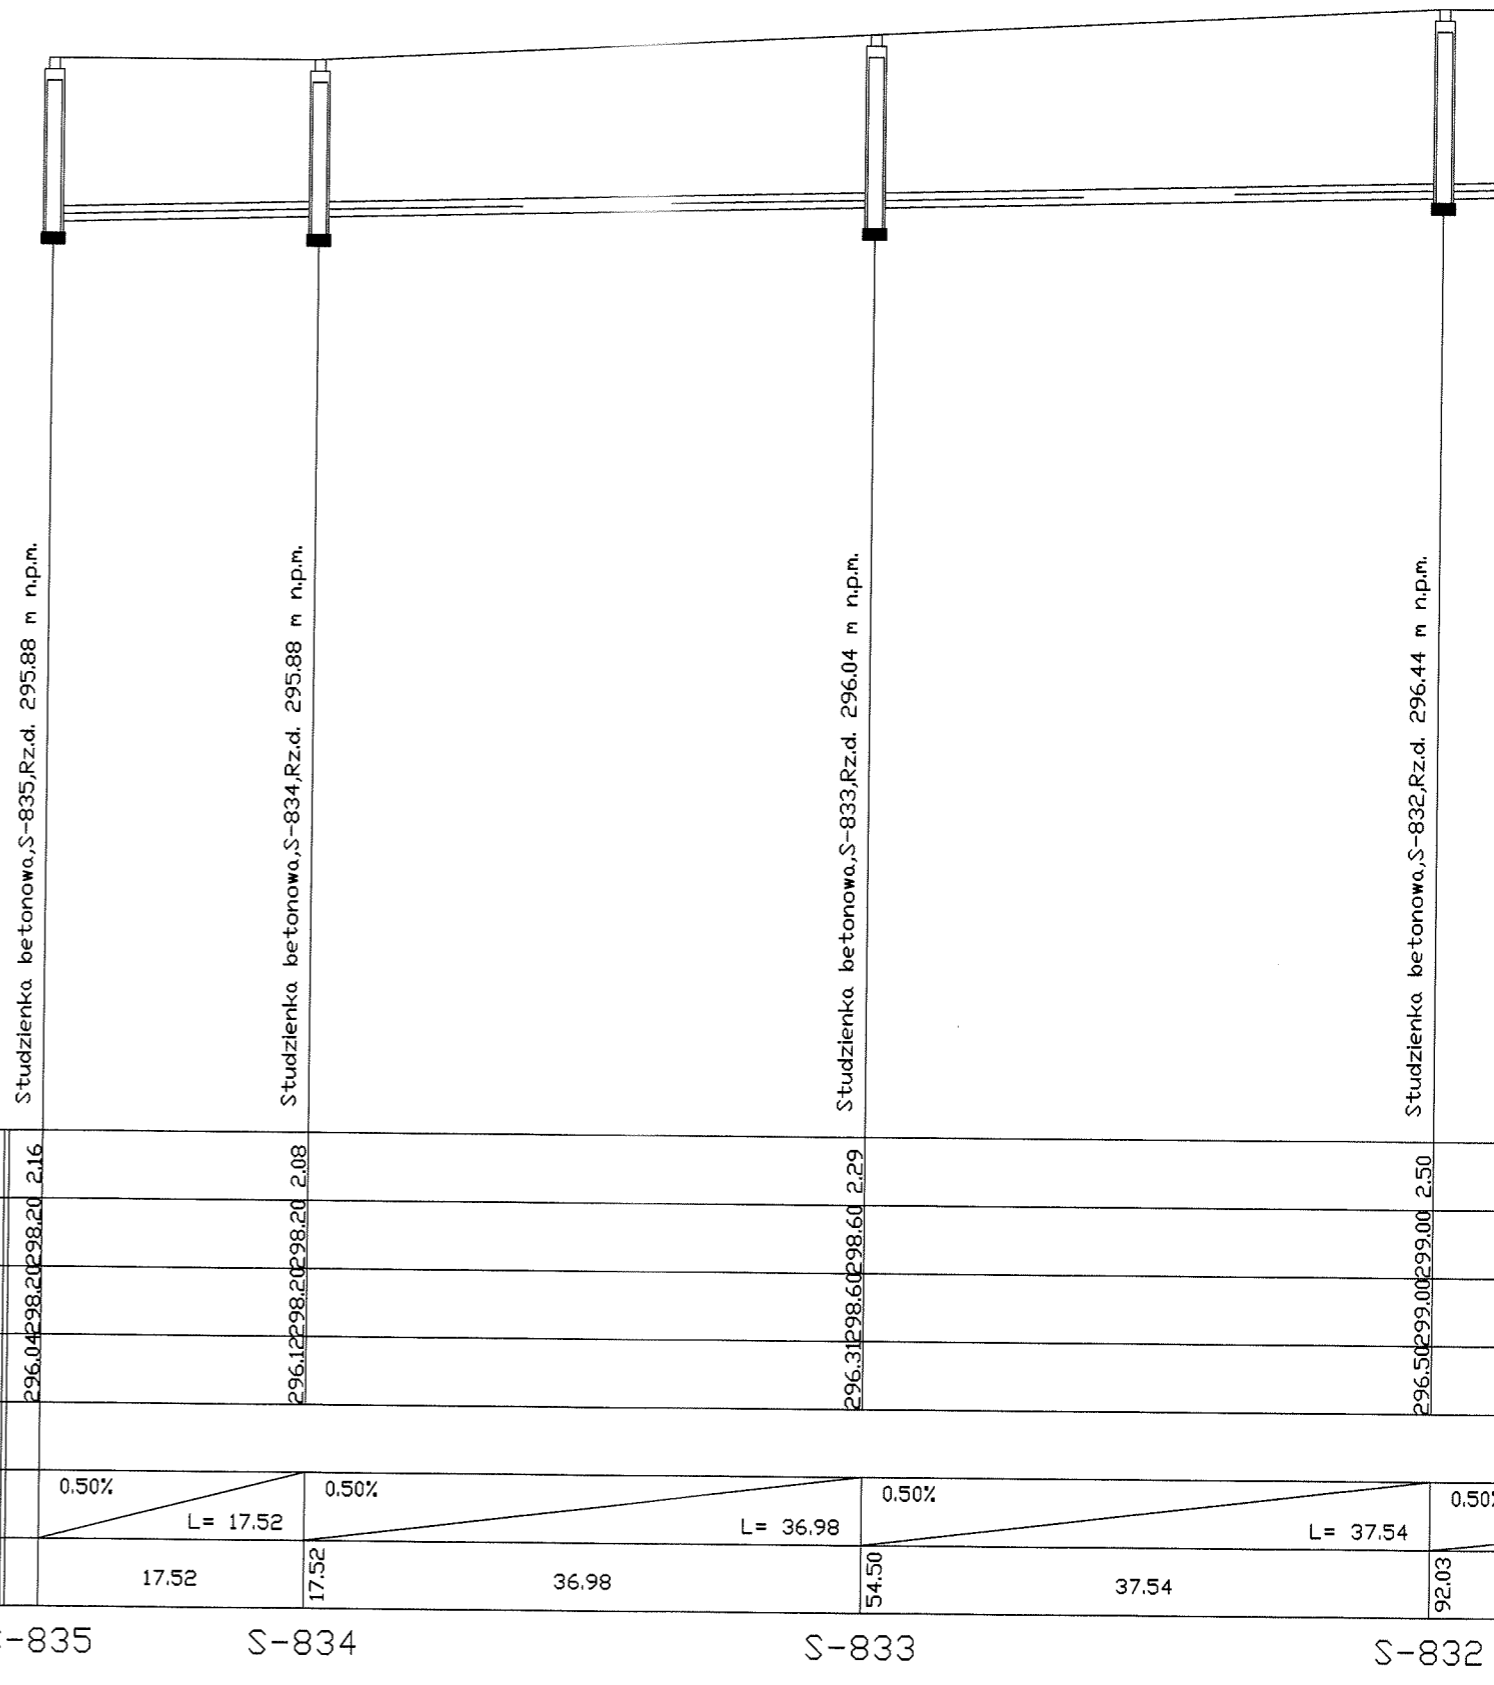 Studzienka betonowa,S-835,Rz.d. 295.88 m n.p.m.
Studzienka betonowa,S-834,Rz.d. 295.88 m n.p.m.
Studzienka betonowa,S-833,Rz.d. 296.04 m n.p.m.
Studzienka betonowa,S-832,Rz.d. 296.44 m n.p.m.
296.04 298.20 298.20 2.16
296.12 298.20 298.20 2.08
296.31 298.60 298.60 2.29
296.50 299.00 299.00 2.50
0.50% 0.50% 0.50% 0.50%
L= 17.52 L= 36.98 L= 37.54
17.52 17.52 36.98 54.50 37.54 92.03
-835 S-834 S-833 S-832